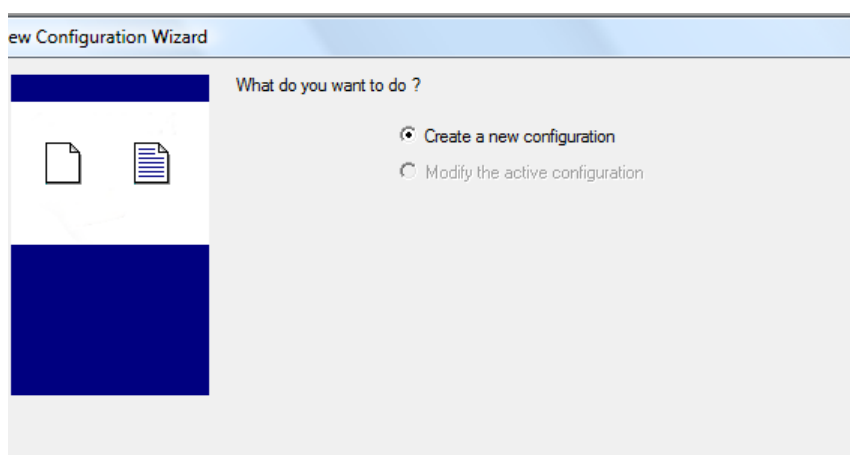 ew Configuration Wizard
What do you want to do ?
Create a new configuration
Modify the active configuration